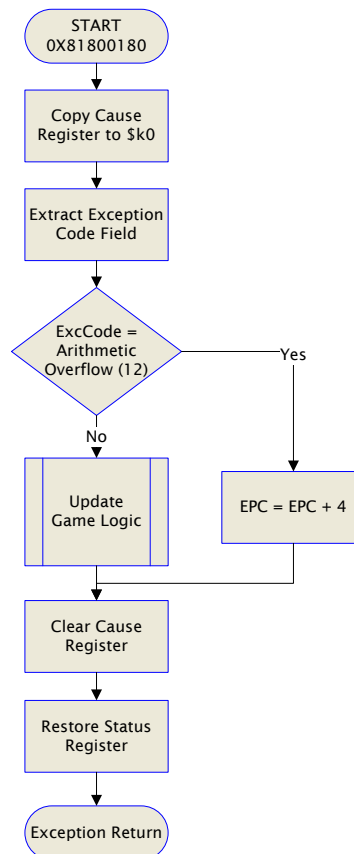 START
0X81800180
Copy Cause
Register to $k0
Extract Exception
Code Field
ExcCode =
Arithmetic
Overflow (12)
Yes
No
Update
Game Logic
EPC = EPC + 4
Clear Cause
Register
Restore Status
Register
Exception Return